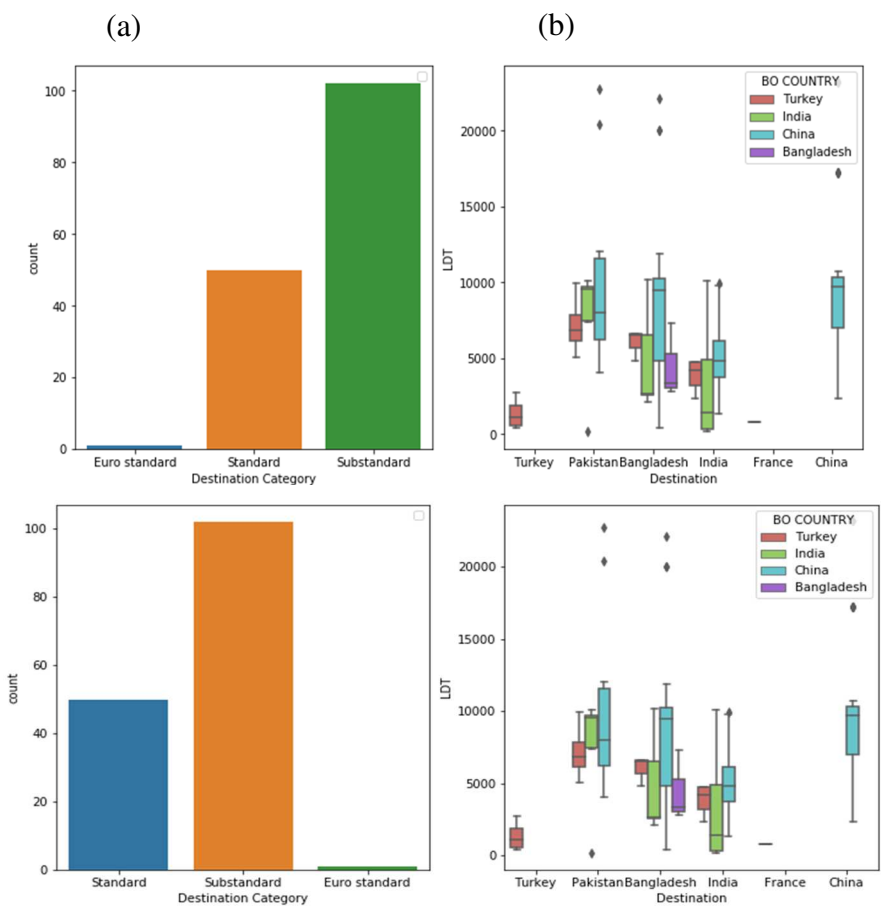 (a)
(b)
100
80
60
40
20
0
count
Euro standard Standard Substandard
Destination Category
20000
15000
10000
5000
0
LDT
BO COUNTRY
Turkey
India
China
Bangladesh
Turkey Pakistan Bangladesh India France China
Destination
100
80
60
40
20
0
count
Standard Substandard Euro standard
Destination Category
20000
15000
10000
5000
0
LDT
BO COUNTRY
Turkey
India
China
Bangladesh
Turkey Pakistan Bangladesh India France China
Destination